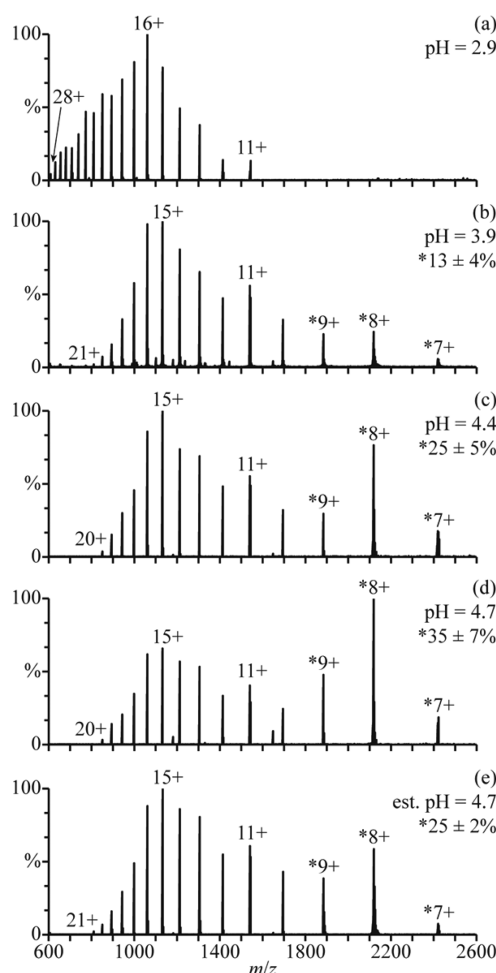 (a)
pH = 2.9
100
%
0
28+
16+
11+
(b)
pH = 3.9
*13 ± 4%
100
%
0
21+
15+
11+
*9+
*8+
*7+
(c)
pH = 4.4
*25 ± 5%
100
%
0
20+
15+
11+
*9+
*8+
*7+
(d)
pH = 4.7
*35 ± 7%
100
%
0
20+
15+
11+
*9+
*8+
*7+
(e)
est. pH = 4.7
*25 ± 2%
100
%
0
21+
15+
11+
*9+
*8+
*7+
600 1000 1400 1800 2200 2600
m/z